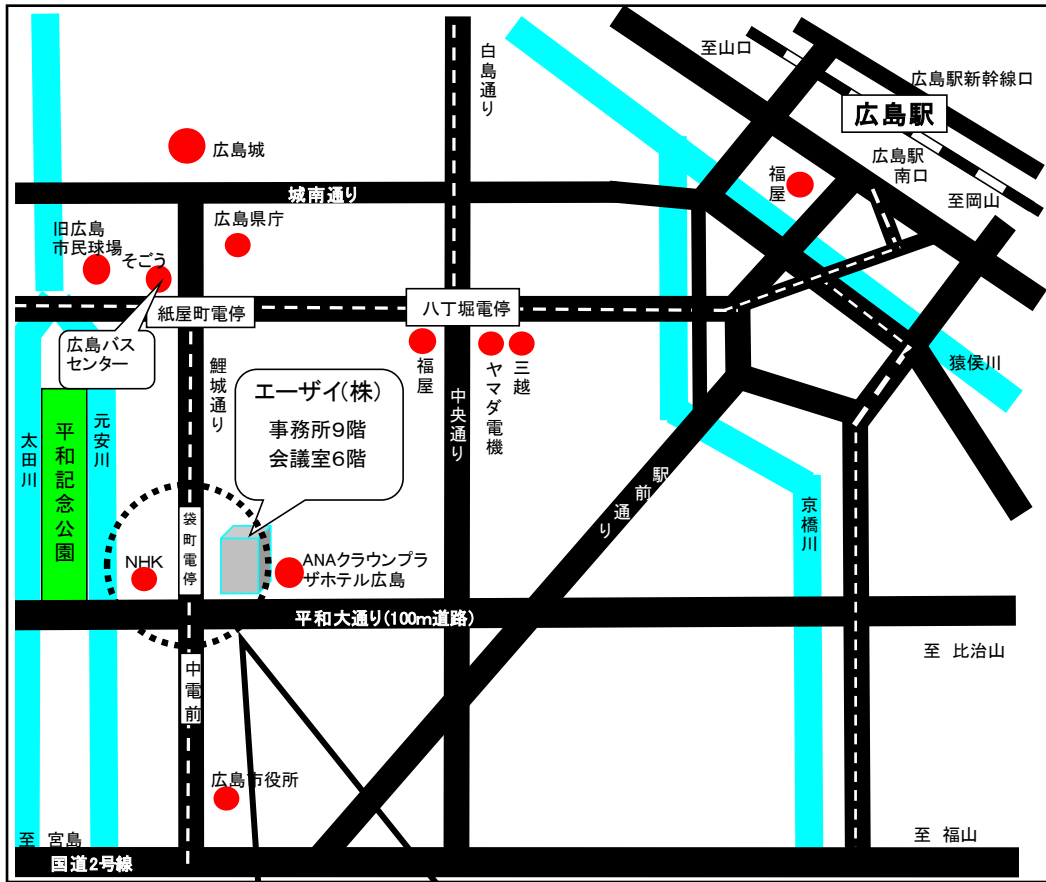 白島通り
至山口
広島駅新幹線口
広島駅
広島駅
南口
福屋
至岡山
広島城
城南通り
広島県庁
旧広島
市民球場
そごう
紙屋町電停
八丁堀電停
広島バス
センター
鯉城通り
福屋
ヤマダ電機
三越
猿侯川
エーザイ(株)
事務所9階
会議室6階
中央通り
太田川
平和記念公園
元安川
駅前通り
京橋川
袋町電停
NHK
ANAクラウンプラ
ザホテル広島
平和大通り(100m道路)
至 比治山
中電前
広島市役所
至 宮島
至 福山
国道2号線